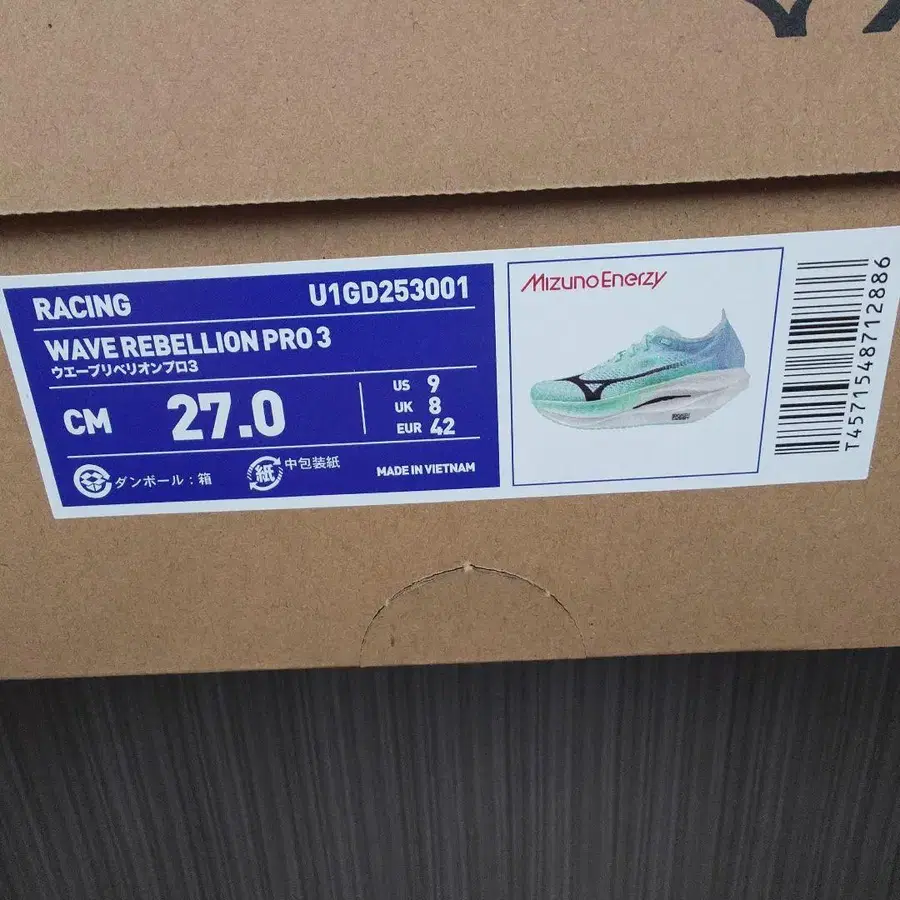 RACING
U1GD253001
WAVE REBELLION PRO 3
ウエーブリベリオンプロ3
CM 27.0
US 9
UK 8
EUR 42
ダンボール：箱
紙 中包装紙
MADE IN VIETNAM
Mizuno Enerzy
T4571548712886